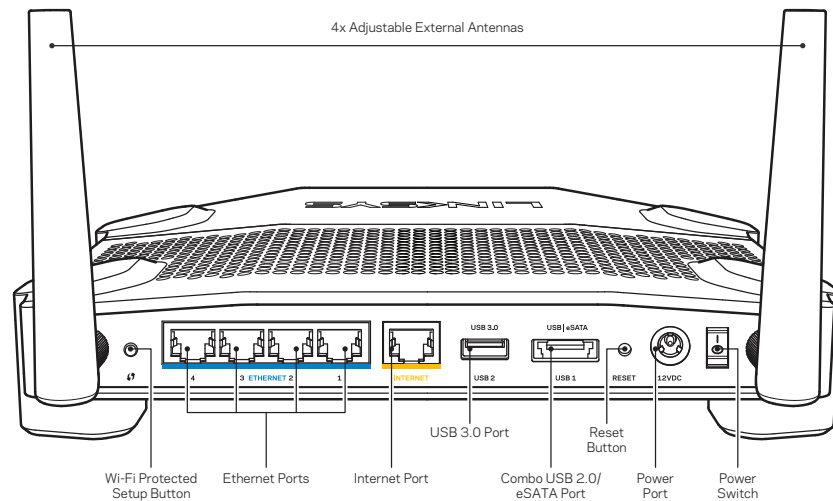 4x Adjustable External Antennas
LINKSYS
USB 3.0
USB eSATA
4
3 ETHERNET 2
1
INTERNET
USB 2
USB 1
RESET
12VDC
USB 3.0 Port
Reset
Button
Wi-Fi Protected
Setup Button
Ethernet Ports
Internet Port
Combo USB 2.0/
eSATA Port
Power
Port
Power
Switch